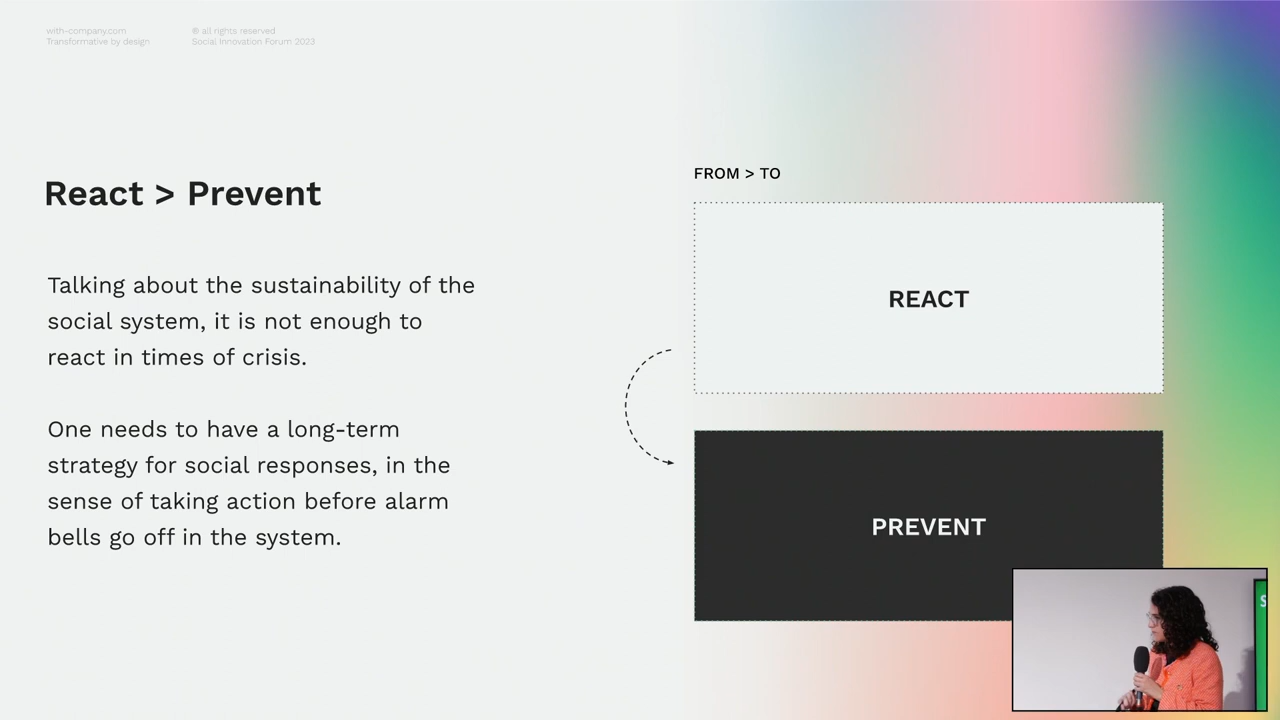 with-company.com
Transformative by design
® all rights reserved
Social Innovation Forum 2023
React > Prevent
Talking about the sustainability of the
social system, it is not enough to
react in times of crisis.
One needs to have a long-term
strategy for social responses, in the
sense of taking action before alarm
bells go off in the system.
FROM > TO
REACT
PREVENT
S